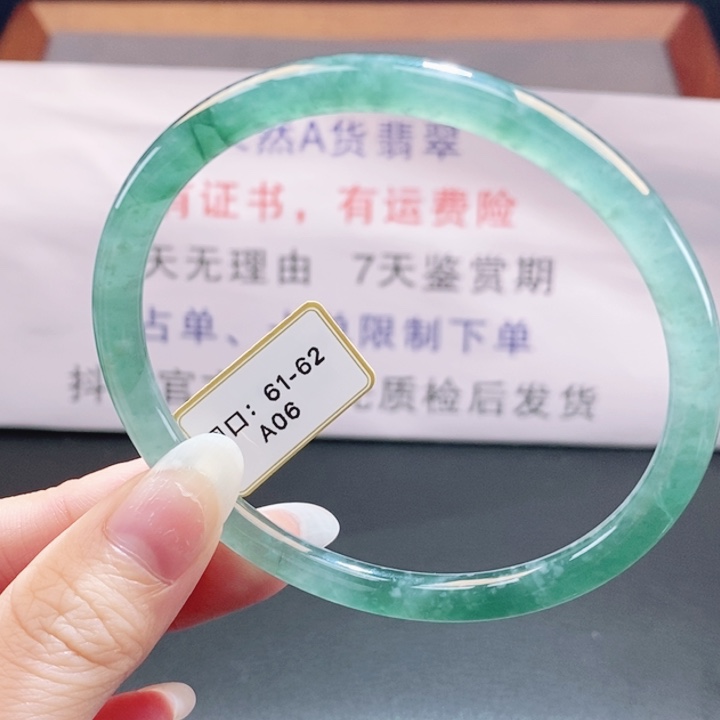 然A货翡翠
有证书，有运费险
天无理由 7天鉴赏期
占单、 单限制下单
抖 官 质检后发货
口：61-62
A06